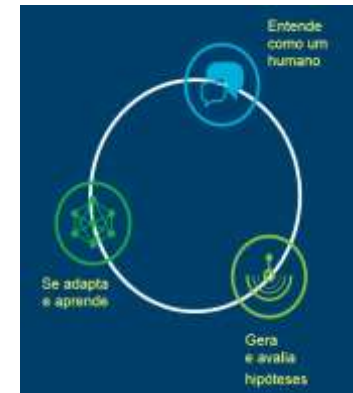 Entende
como um
humano
Se adapta
e aprende
Gera
e avalia
hipóteses